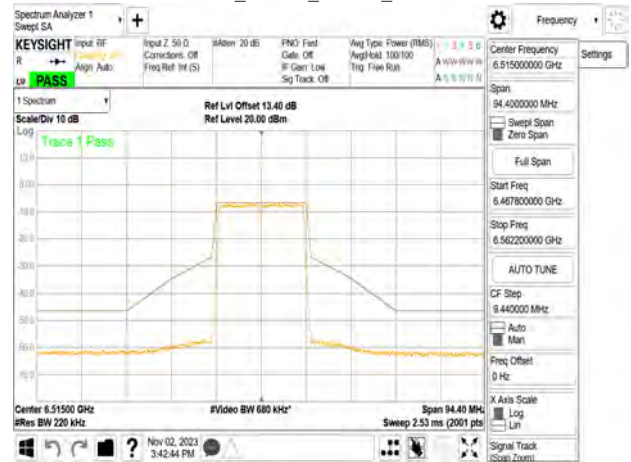 Spectrum Analyzer 1
Swept SA
+
Frequency
KEYSIGHT
R
PASS
Input: RF
Align: Auto
Input Z: 50 Ω
Corrections: Off
Freq Ref: Int (S)
#Atten: 20 dB
PNO: Fast
Gate: Off
IF Gain: Low
Sig Track: Off
Avg Type: Power (RMS)
Avg|Hold: 100/100
Trig: Free Run
1 Spectrum
Scale/Div 10 dB
Log
Ref Lvl Offset 13.40 dB
Ref Level 20.00 dBm
Trace 1 Pass
Center 6.51500 GHz
#Res BW 220 kHz
#Video BW 680 kHz*
Span 94.40 MHz
Sweep 2.53 ms (2001 pts)
Center Frequency
6.515000000 GHz
Settings
Span
94.4000000 MHz
Swept Span
Zero Span
Full Span
Start Freq
6.467800000 GHz
Stop Freq
6.562200000 GHz
AUTO TUNE
CF Step
9.440000 MHz
Auto
Man
Freq Offset
0 Hz
X Axis Scale
Log
Lin
Signal Track
(Span Zoom)
?
Nov 02, 2023
3:42:44 PM